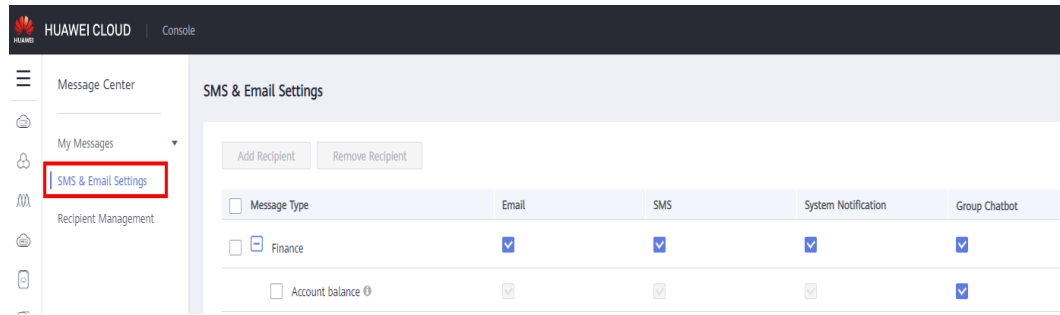 HUAWEI
HUAWEI CLOUD | Console
Message Center
SMS & Email Settings
My Messages
Add Recipient Remove Recipient
SMS & Email Settings
Message Type Email SMS System Notification Group Chatbot
Recipient Management
Finance
Account balance